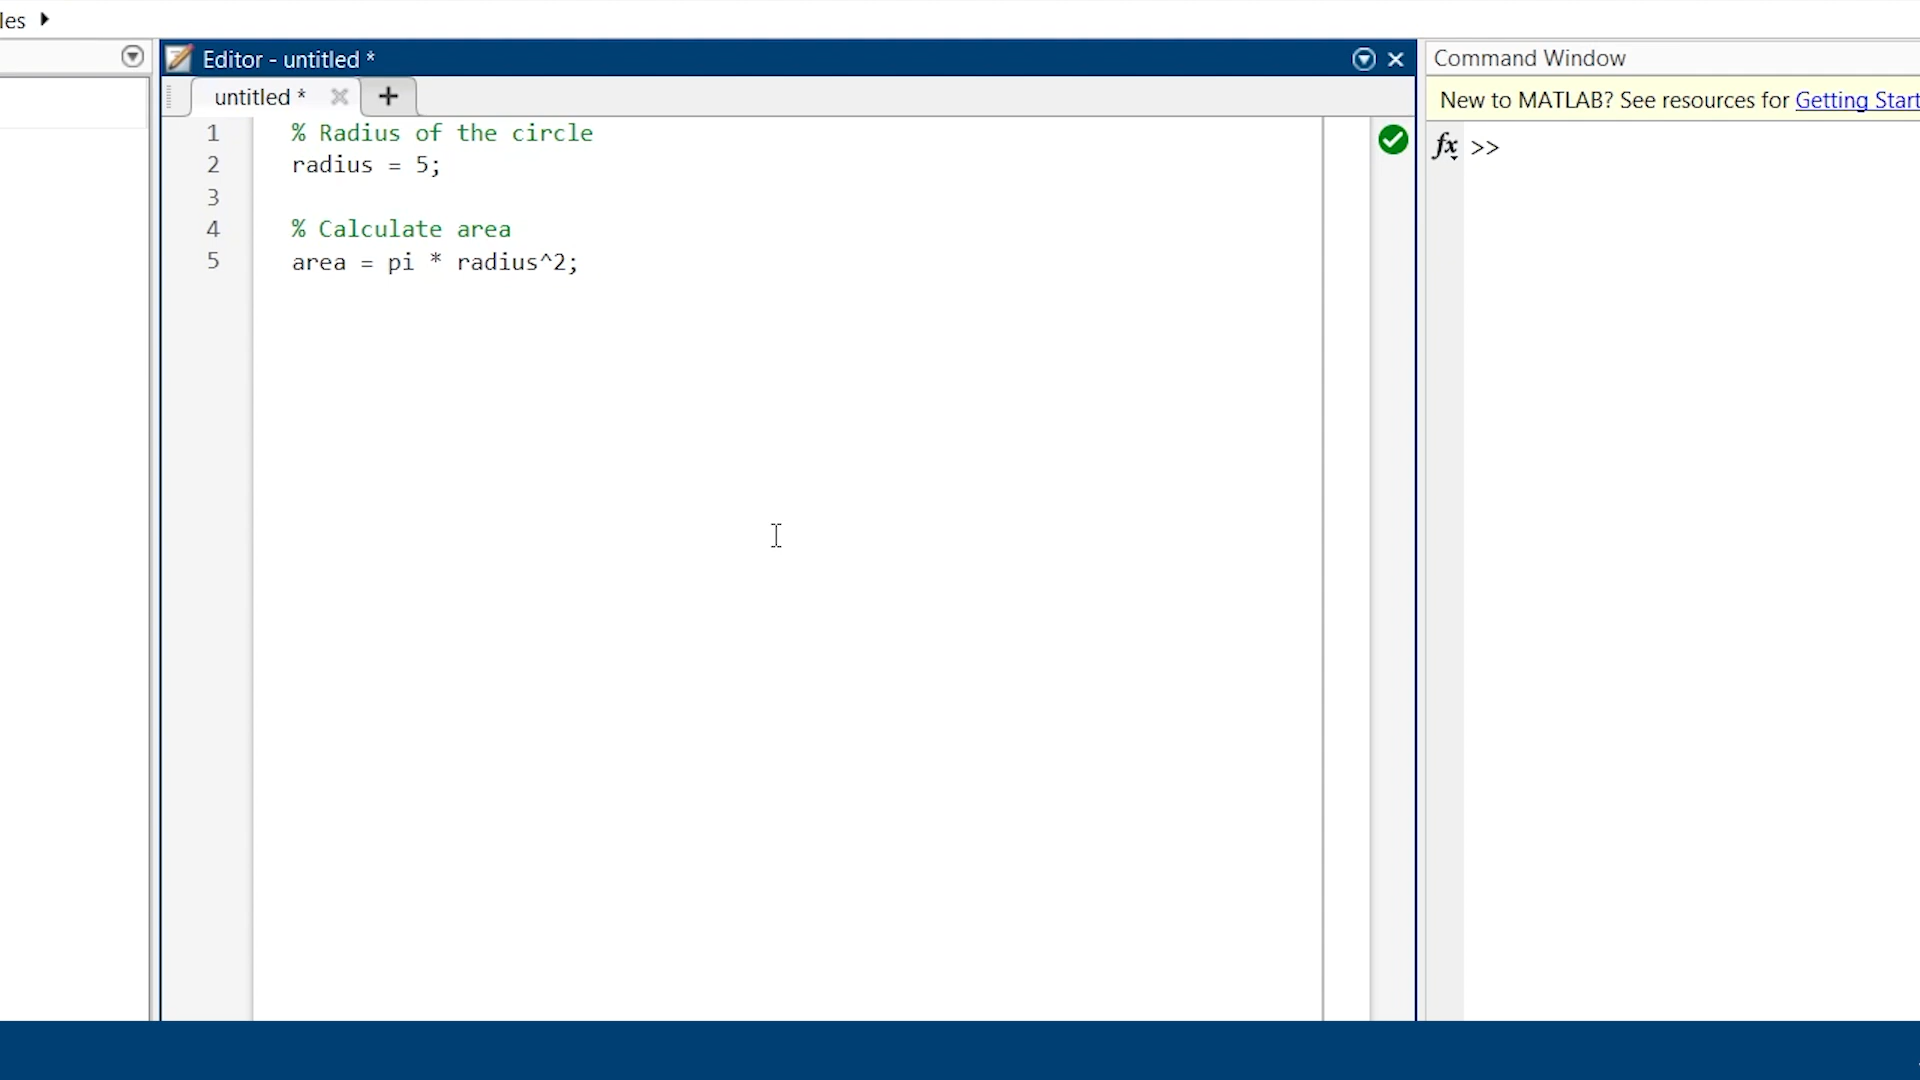 les
Editor - untitled *
untitled *
1 % Radius of the circle
2 radius = 5;
3
4 % Calculate area
5 area = pi * radius^2;
Command Window
New to MATLAB? See resources for Getting Start
fx >>